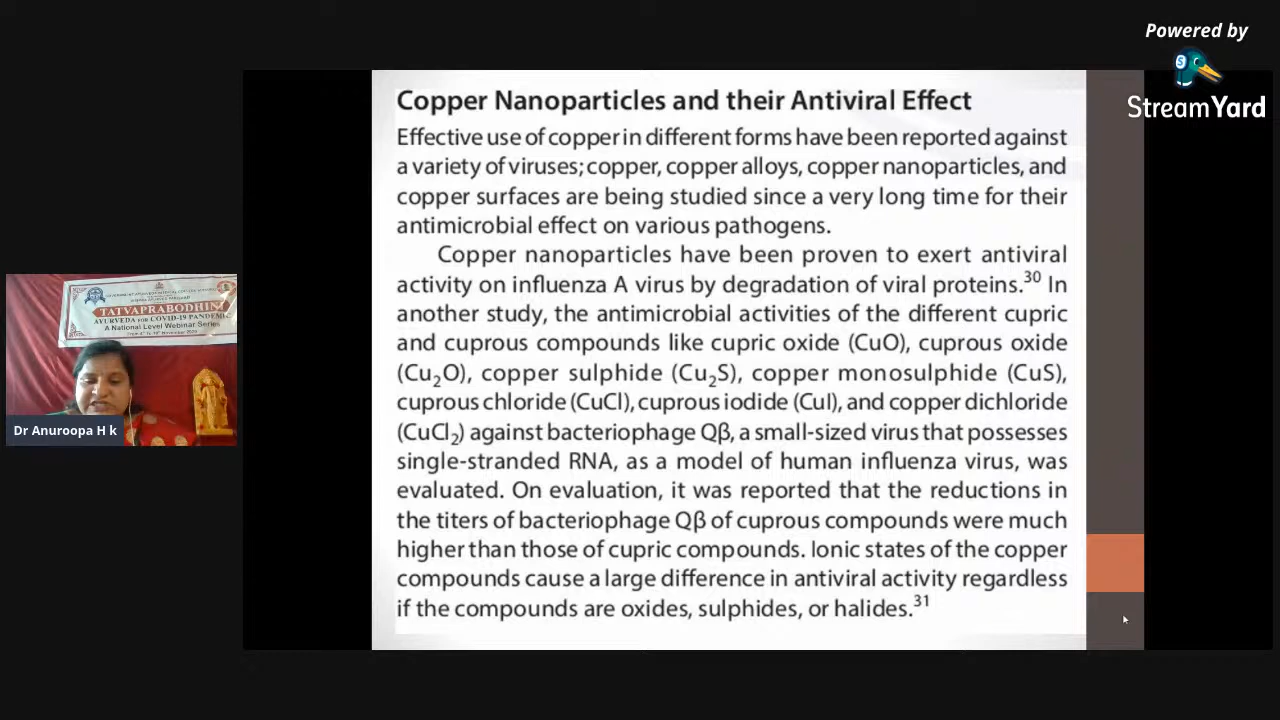 Powered by
StreamYard
Copper Nanoparticles and their Antiviral Effect
Effective use of copper in different forms have been reported against
a variety of viruses; copper, copper alloys, copper nanoparticles, and
copper surfaces are being studied since a very long time for their
antimicrobial effect on various pathogens.
Copper nanoparticles have been proven to exert antiviral
activity on influenza A virus by degradation of viral proteins.³⁰ In
another study, the antimicrobial activities of the different cupric
and cuprous compounds like cupric oxide (CuO), cuprous oxide
(Cu₂O), copper sulphide (Cu₂S), copper monosulphide (CuS),
cuprous chloride (CuCl), cuprous iodide (CuI), and copper dichloride
(CuCl₂) against bacteriophage Qβ, a small-sized virus that possesses
single-stranded RNA, as a model of human influenza virus, was
evaluated. On evaluation, it was reported that the reductions in
the titers of bacteriophage Qβ of cuprous compounds were much
higher than those of cupric compounds. Ionic states of the copper
compounds cause a large difference in antiviral activity regardless
if the compounds are oxides, sulphides, or halides.³¹
TATVAPRABODHINI
AYURVEDA FOR COVID-19 PANDEMIC
A National Level Webinar Series
Dr Anuroopa H k